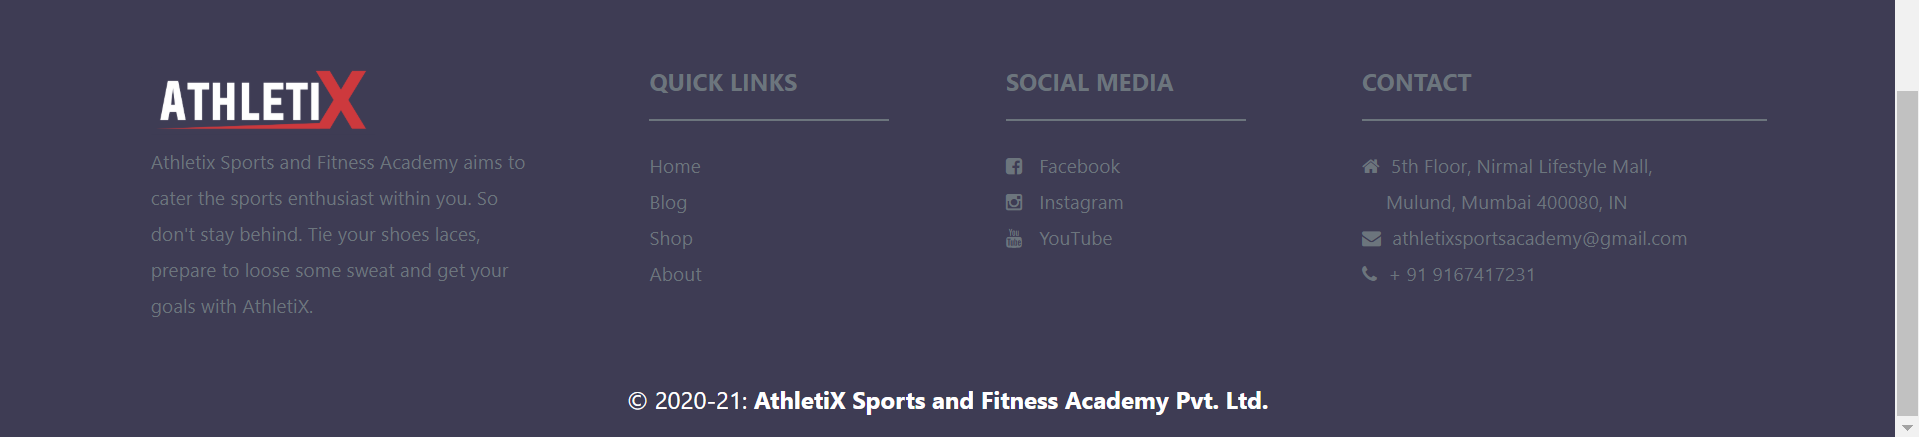 ATHLETIX
Athletix Sports and Fitness Academy aims to
cater the sports enthusiast within you. So
don't stay behind. Tie your shoes laces,
prepare to loose some sweat and get your
goals with AthletiX.
QUICK LINKS
Home
Blog
Shop
About
SOCIAL MEDIA
Facebook
Instagram
You Tube YouTube
CONTACT
5th Floor, Nirmal Lifestyle Mall,
Mulund, Mumbai 400080, IN
athletixsportsacademy@gmail.com
+ 91 9167417231
© 2020-21: AthletiX Sports and Fitness Academy Pvt. Ltd.